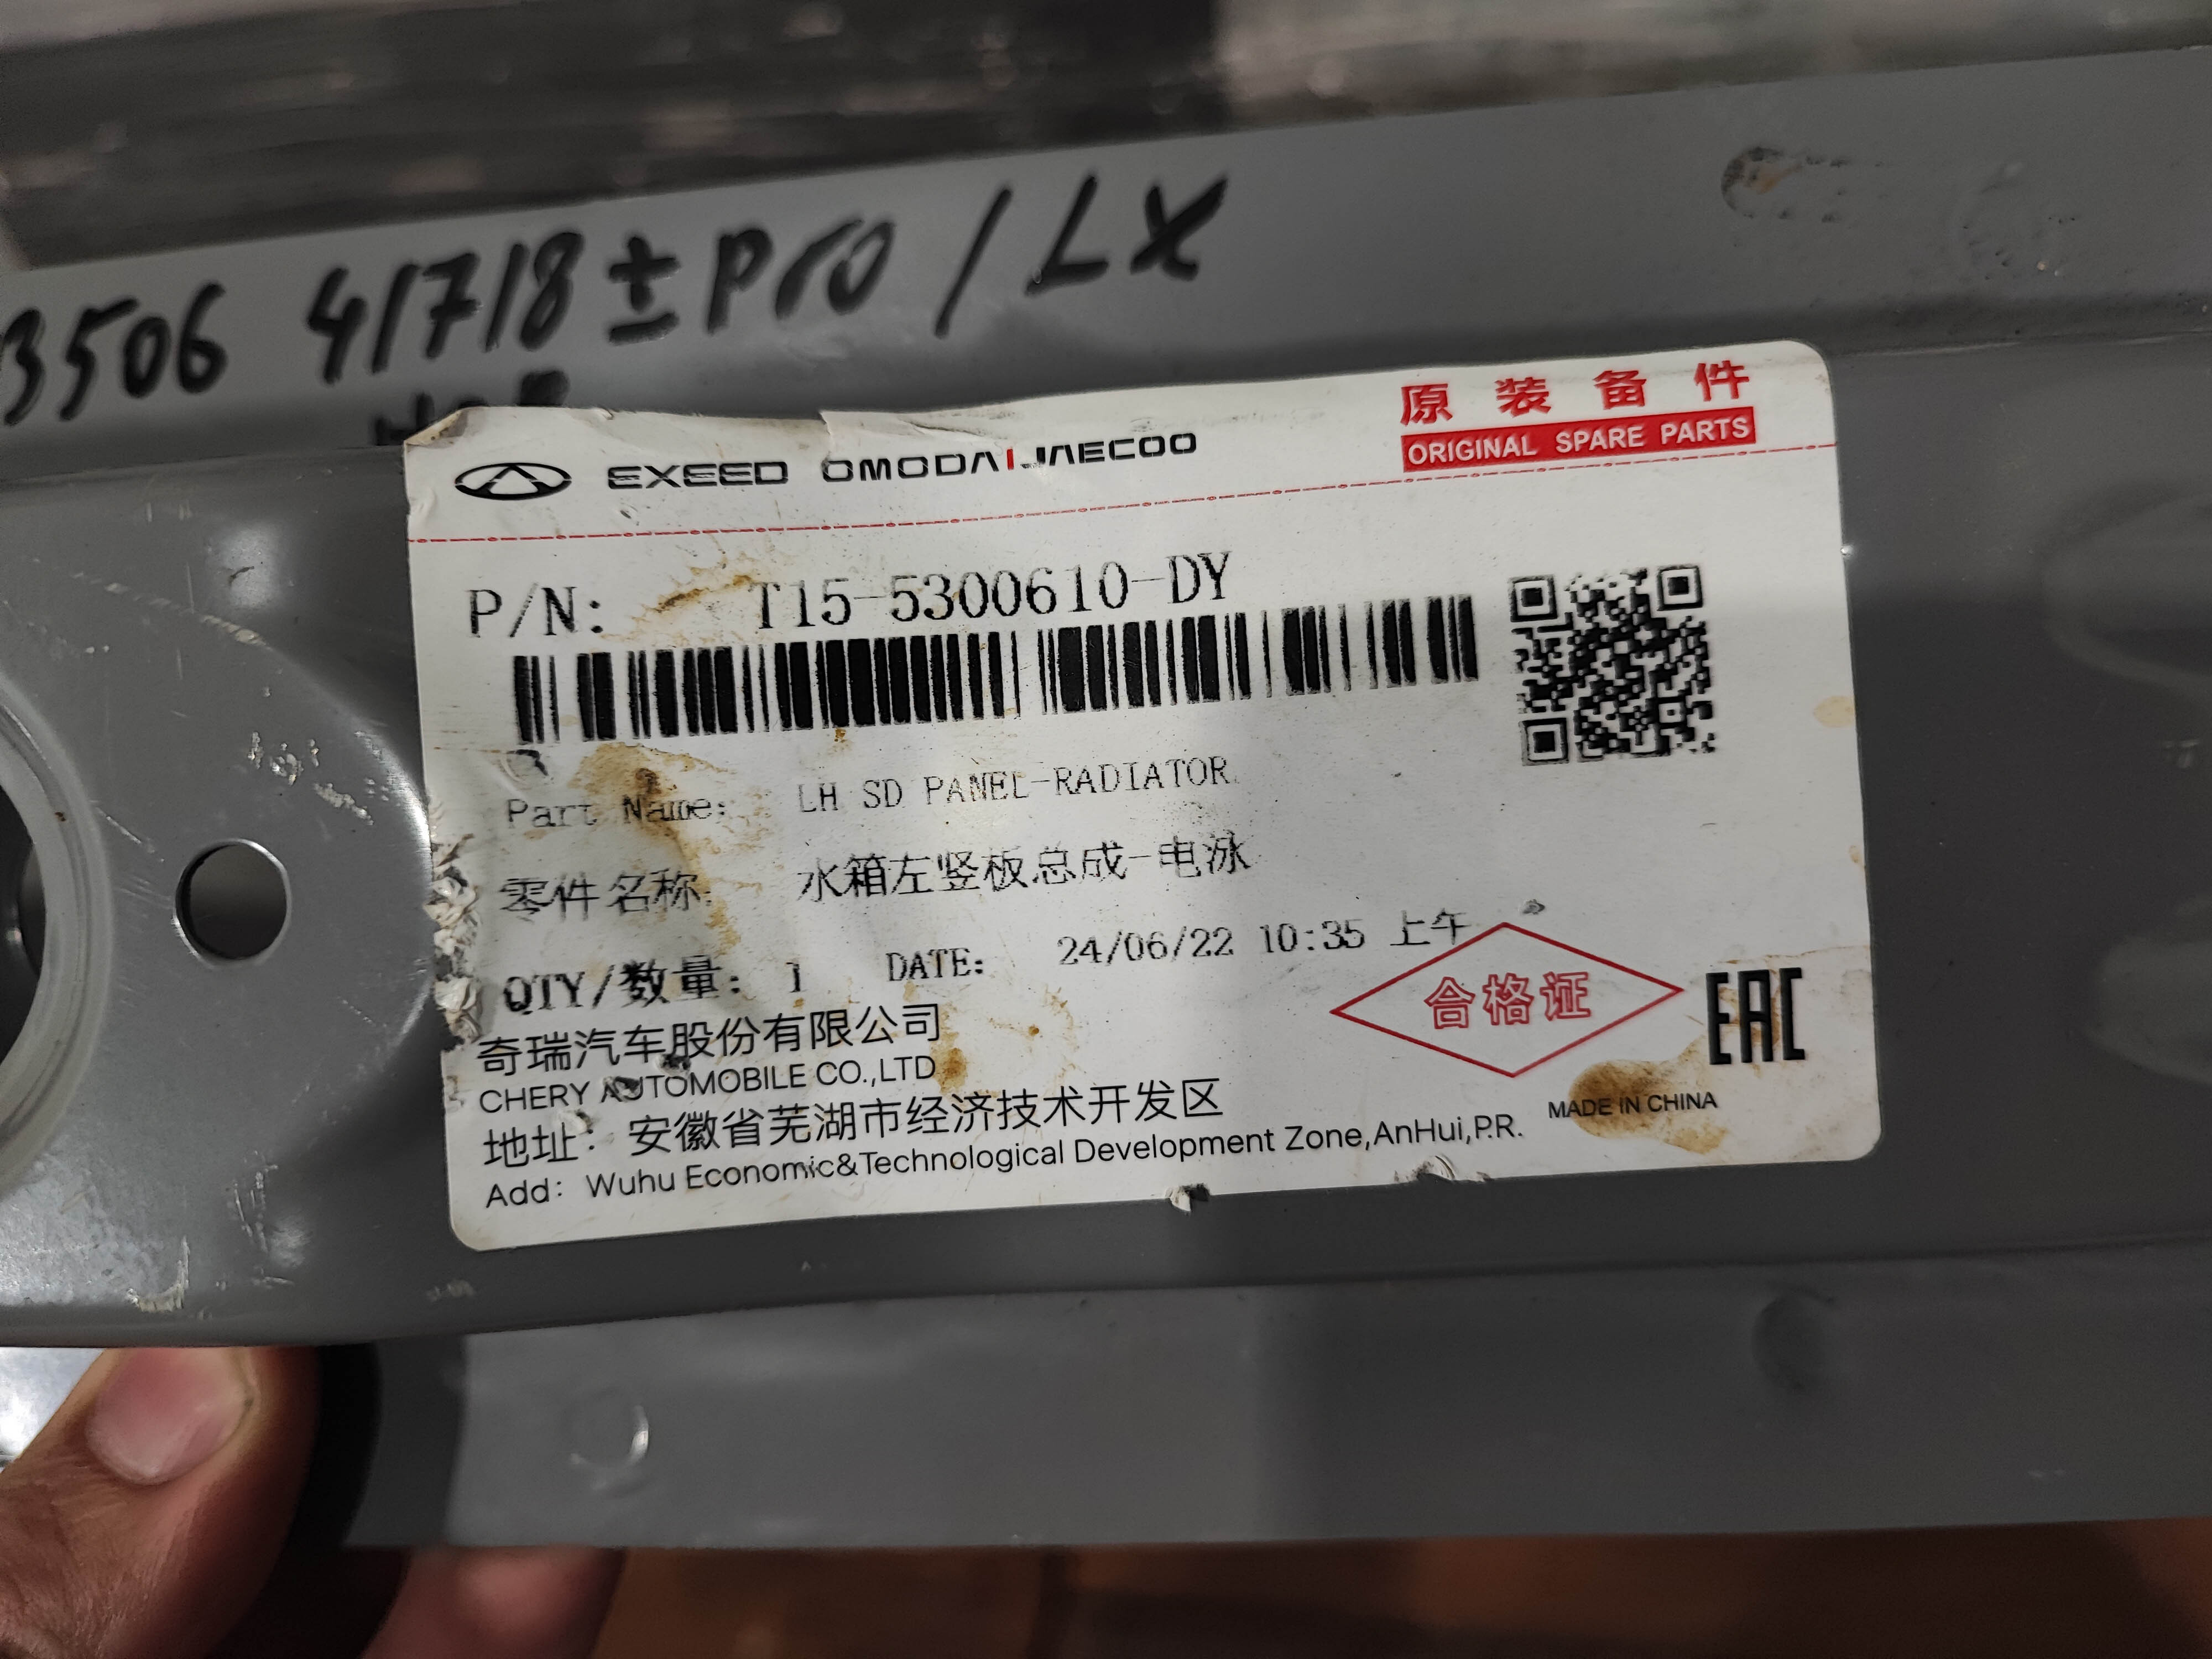 3506 4/7/8 ± Pro / LX
EXEED OMODA|JAECOO
原装备件
ORIGINAL SPARE PARTS
P/N: T15-5300610-DY
Part Name: LH SD PANEL-RADIATOR
零件名称: 水箱左竖板总成-电泳
QTY/数量: 1 DATE: 24/06/22 10:35 上午
合格证
EAC
奇瑞汽车股份有限公司
CHERY AUTOMOBILE CO.,LTD
地址：安徽省芜湖市经济技术开发区
Add: Wuhu Economic&Technological Development Zone,AnHui,P.R.
MADE IN CHINA